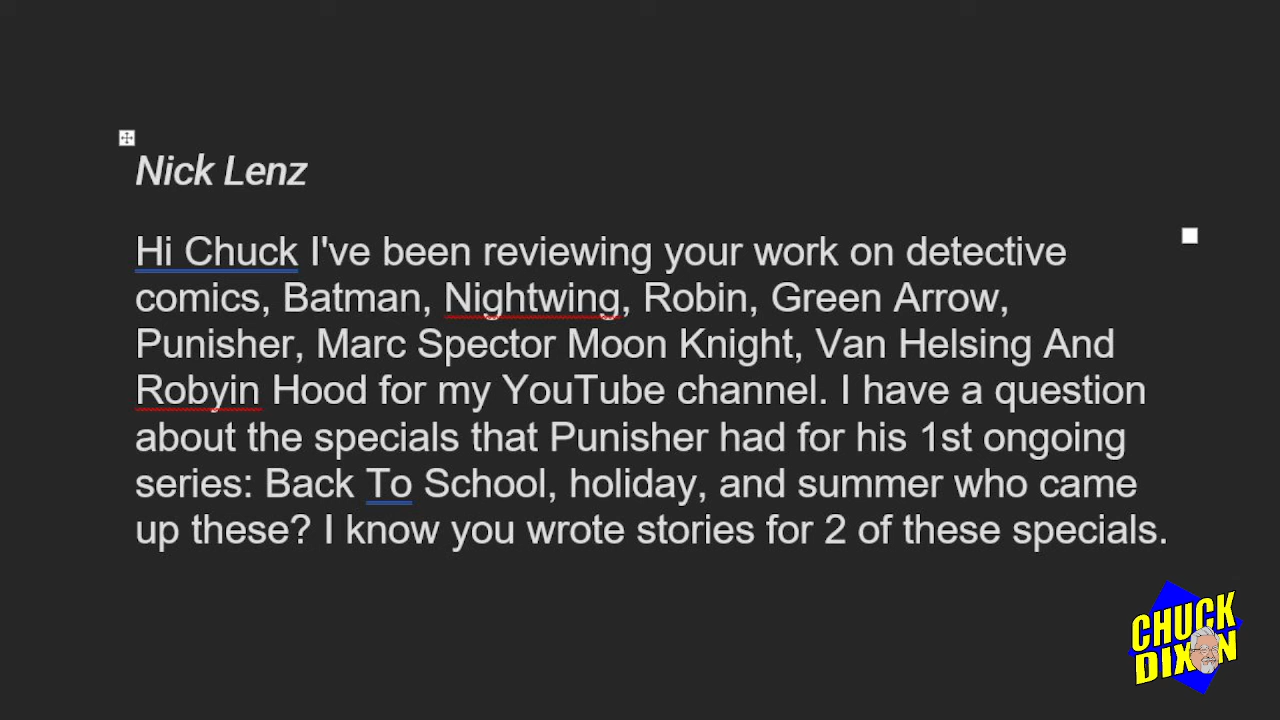 Nick Lenz
Hi Chuck I've been reviewing your work on detective
comics, Batman, Nightwing, Robin, Green Arrow,
Punisher, Marc Spector Moon Knight, Van Helsing And
Robyin Hood for my YouTube channel. I have a question
about the specials that Punisher had for his 1st ongoing
series: Back To School, holiday, and summer who came
up these? I know you wrote stories for 2 of these specials.
CHUCK
DIXON